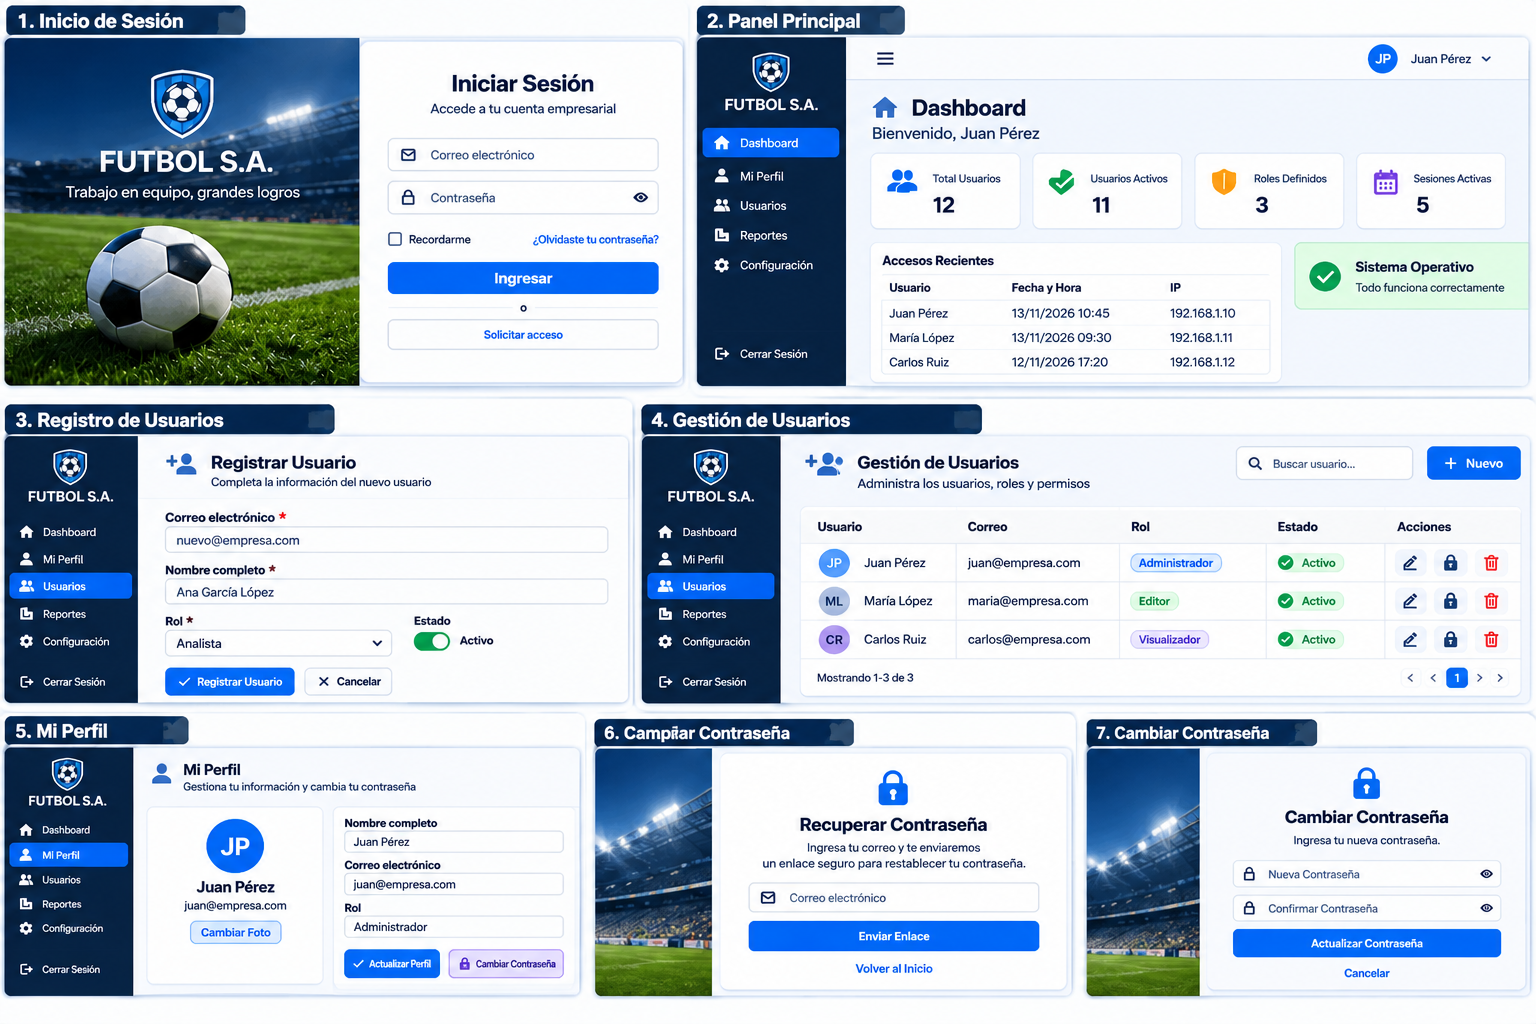 1. Inicio de Sesión
FUTBOL S.A.
Trabajo en equipo, grandes logros
Iniciar Sesión
Accede a tu cuenta empresarial
Correo electrónico
Contraseña
Recordarme
¿Olvidaste tu contraseña?
Ingresar
o
Solicitar acceso
2. Panel Principal
FUTBOL S.A.
Dashboard
Mi Perfil
Usuarios
Reportes
Configuración
Cerrar Sesión
JP Juan Pérez
Dashboard
Bienvenido, Juan Pérez
Total Usuarios
12
Usuarios Activos
11
Roles Definidos
3
Sesiones Activas
5
Accesos Recientes
Usuario Fecha y Hora IP
Juan Pérez 13/11/2026 10:45 192.168.1.10
María López 13/11/2026 09:30 192.168.1.11
Carlos Ruiz 12/11/2026 17:20 192.168.1.12
Sistema Operativo
Todo funciona correctamente
3. Registro de Usuarios
FUTBOL S.A.
Dashboard
Mi Perfil
Usuarios
Reportes
Configuración
Cerrar Sesión
Registrar Usuario
Completa la información del nuevo usuario
Correo electrónico *
nuevo@empresa.com
Nombre completo *
Ana García López
Rol *
Analista
Estado
Activo
Registrar Usuario
Cancelar
4. Gestión de Usuarios
FUTBOL S.A.
Dashboard
Mi Perfil
Usuarios
Reportes
Configuración
Cerrar Sesión
Gestión de Usuarios
Administra los usuarios, roles y permisos
Buscar usuario...
+ Nuevo
Usuario Correo Rol Estado Acciones
JP Juan Pérez juan@empresa.com Administrador Activo
ML María López maria@empresa.com Editor Activo
CR Carlos Ruiz carlos@empresa.com Visualizador Activo
Mostrando 1-3 de 3
< < 1 > >
5. Mi Perfil
FUTBOL S.A.
Dashboard
Mi Perfil
Usuarios
Reportes
Configuración
Cerrar Sesión
Mi Perfil
Gestiona tu información y cambia tu contraseña
JP
Juan Pérez
juan@empresa.com
Cambiar Foto
Nombre completo
Juan Pérez
Correo electrónico
juan@empresa.com
Rol
Administrador
Actualizar Perfil
Cambiar Contraseña
6. Campiar Contraseña
Recuperar Contraseña
Ingresa tu correo y te enviaremos
un enlace seguro para restablecer tu contraseña.
Correo electrónico
Enviar Enlace
Volver al Inicio
7. Cambiar Contraseña
Cambiar Contraseña
Ingresa tu nueva contraseña.
Nueva Contraseña
Confirmar Contraseña
Actualizar Contraseña
Cancelar